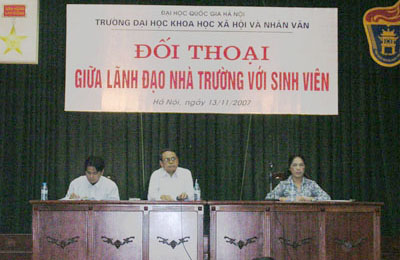 ĐẠI HỌC QUỐC GIA HÀ NỘI
TRƯỜNG ĐẠI HỌC KHOA HỌC XÃ HỘI VÀ NHÂN VĂN
ĐỐI THOẠI
GIỮA LÃNH ĐẠO NHÀ TRƯỜNG VỚI SINH VIÊN
Hà Nội, ngày 13/11/2007